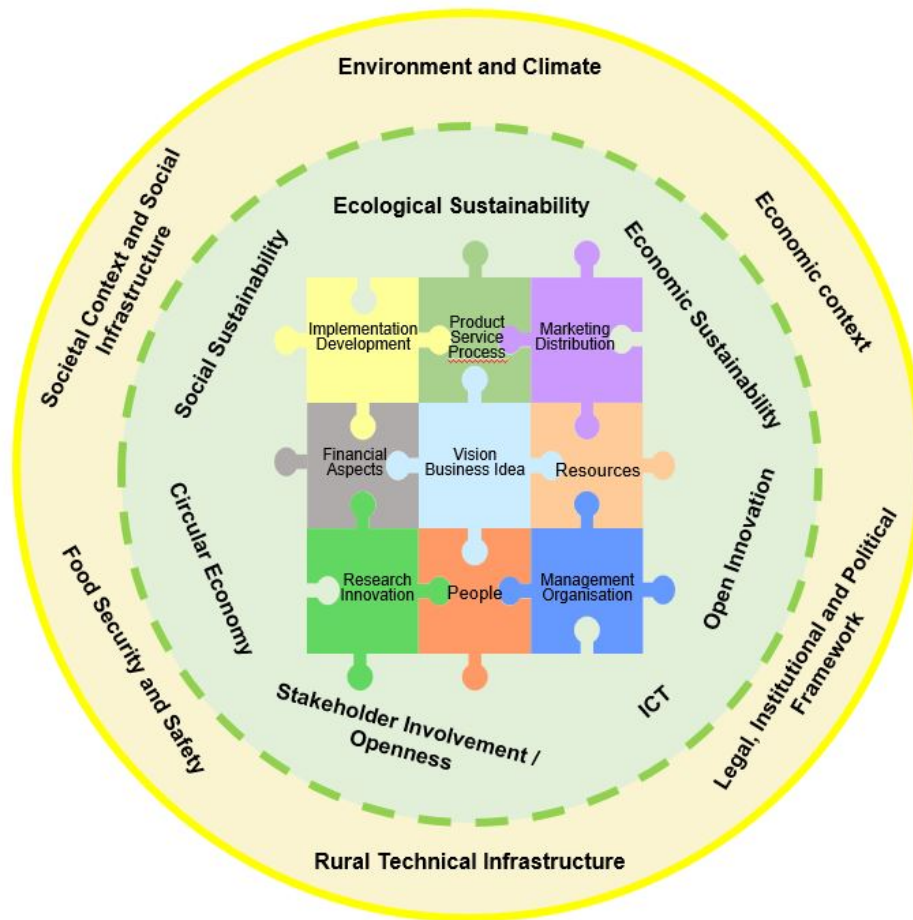 Environment and Climate
Societal Context and Social
Infrastructure
Economic context
Ecological Sustainability
Social Sustainability
Economic Sustainability
Implementation
Development
Product
Service
Process
Marketing
Distribution
Financial
Aspects
Vision
Business Idea
Resources
Research
Innovation
People
Management
Organisation
Circular Economy
Open Innovation
Stakeholder Involvement /
Openness
ICT
Food Security and Safety
Legal, Institutional and Political
Framework
Rural Technical Infrastructure